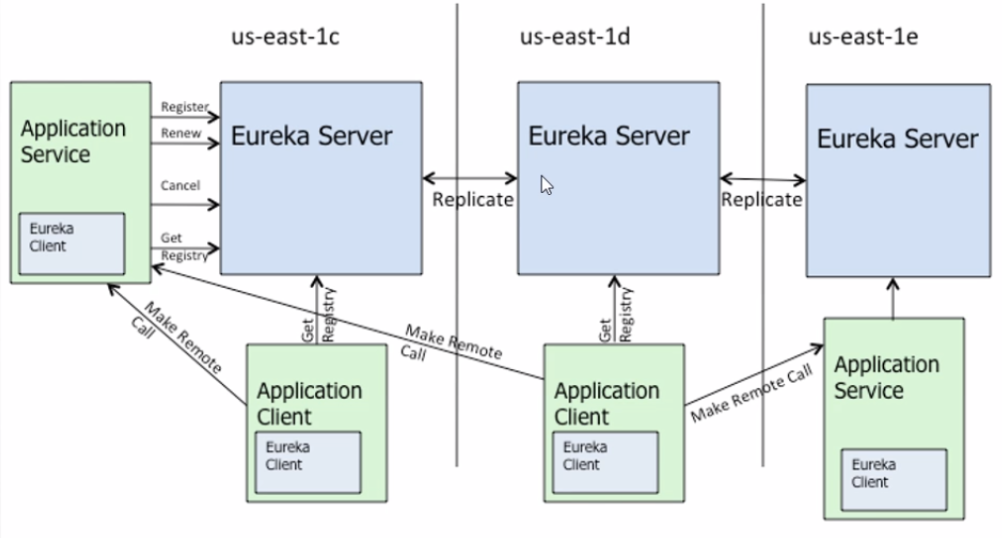 us-east-1c
us-east-1d
us-east-1e
Application
Service
Eureka
Client
Register
Renew
Cancel
Get
Registry
Eureka Server
Replicate
Eureka Server
Replicate
Eureka Server
Make Remote
Call
Get
Registry
Make Remote
Call
Get
Registry
Make Remote Call
Application
Client
Eureka
Client
Application
Client
Eureka
Client
Application
Service
Eureka
Client